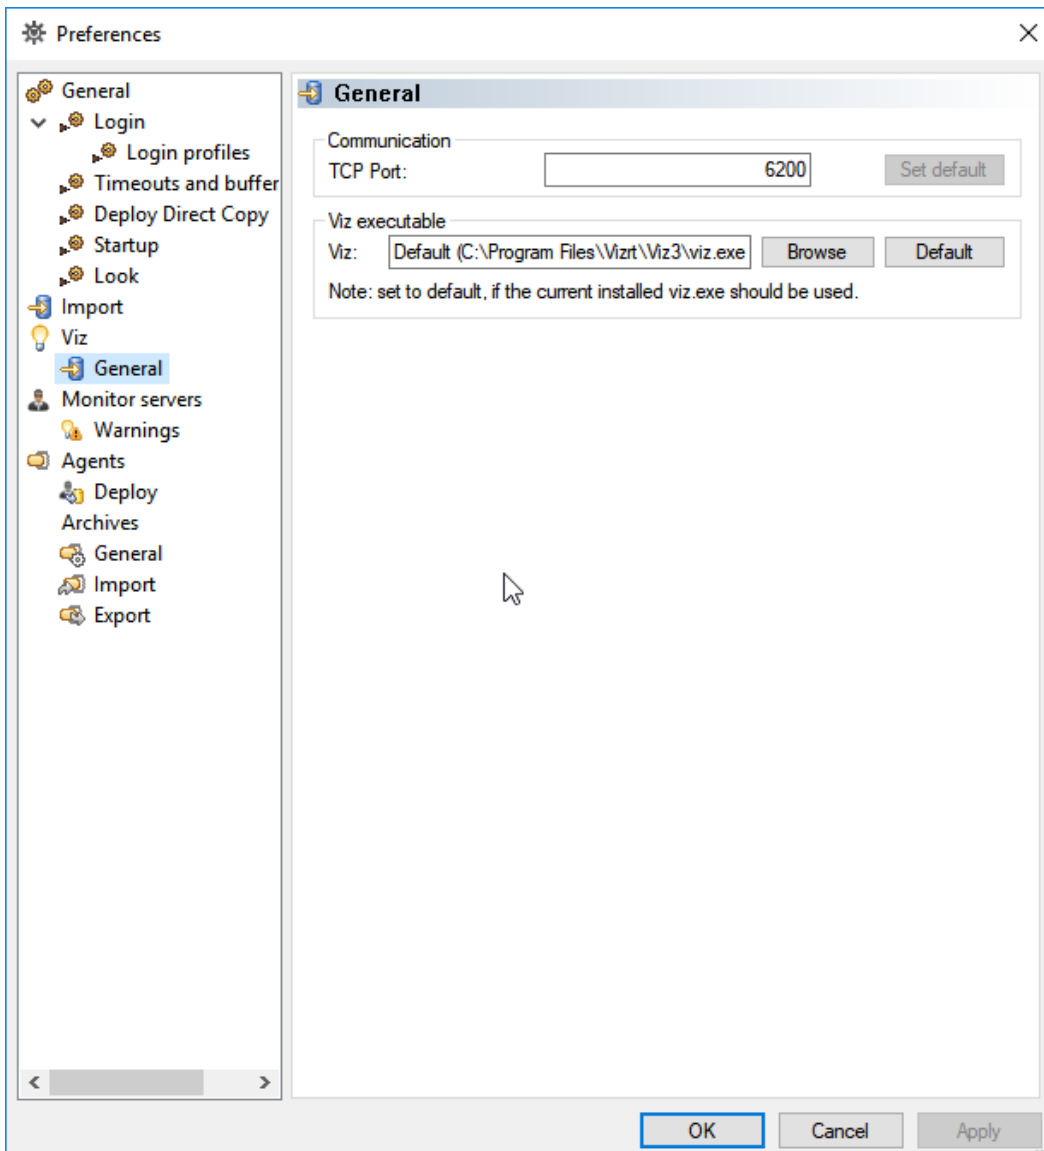 Preferences
General
Login
Login profiles
Timeouts and buffer
Deploy Direct Copy
Startup
Look
Import
Viz
General
Monitor servers
Warnings
Agents
Deploy
Archives
General
Import
Export
General
Communication
TCP Port: 6200 Set default
Viz executable
Viz: Default (C:\Program Files\Vizrt\Viz3\viz.exe Browse Default
Note: set to default, if the current installed viz.exe should be used.
OK Cancel Apply